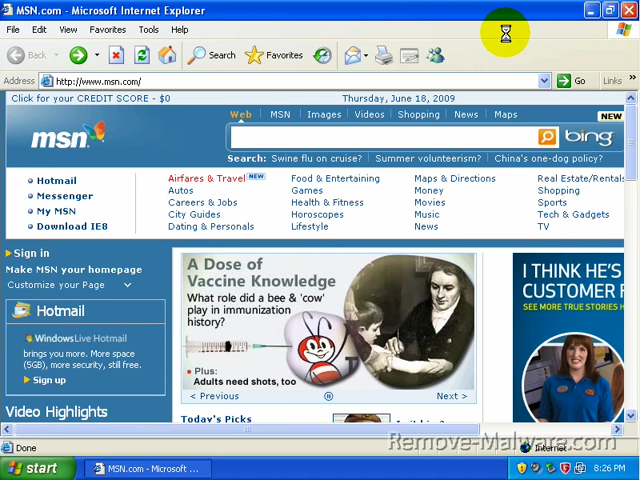 MSN.com - Microsoft Internet Explorer
File Edit View Favorites Tools Help
Back Search Favorites
Address http://www.msn.com/ Go Links »
Click for your CREDIT SCORE - $0 Thursday, June 18, 2009
Web MSN Images Videos Shopping News Maps
NEW
msn bing
Search: Swine flu on cruise? Summer volunteerism? China's one-dog policy?
Hotmail
Messenger
My MSN
Download IE8
Airfares & Travel NEW
Autos
Careers & Jobs
City Guides
Dating & Personals
Food & Entertaining
Games
Health & Fitness
Horoscopes
Lifestyle
Maps & Directions
Money
Movies
Music
News
Real Estate/Rentals
Shopping
Sports
Tech & Gadgets
TV
Sign in
Make MSN your homepage
Customize your Page
Hotmail
WindowsLive Hotmail
brings you more. More space
(5GB), more security, still free.
Sign up
Video Highlights
A Dose of
Vaccine Knowledge
What role did a bee & 'cow'
play in immunization
history?
Plus:
Adults need shots, too
< Previous Next >
Today's Picks
I THINK HE'S
CUSTOMER
SEE MORE TRUE STORIES
Done Internet
Remove-Malware.com
start MSN.com - Microsoft ... 8:26 PM